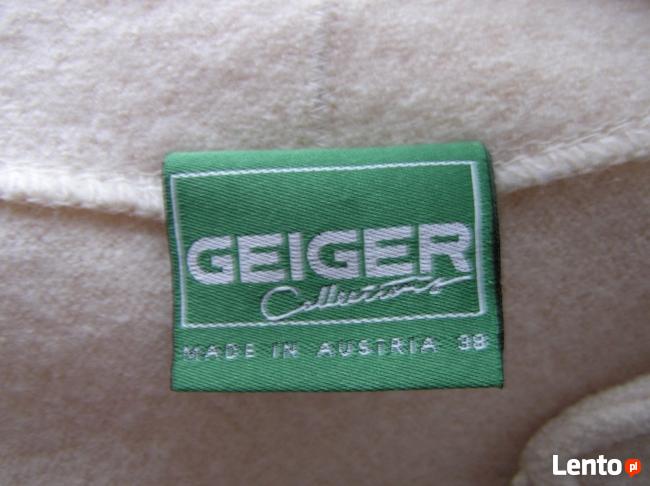 GEIGER
Collections
MADE IN AUSTRIA 38
Lento.pl